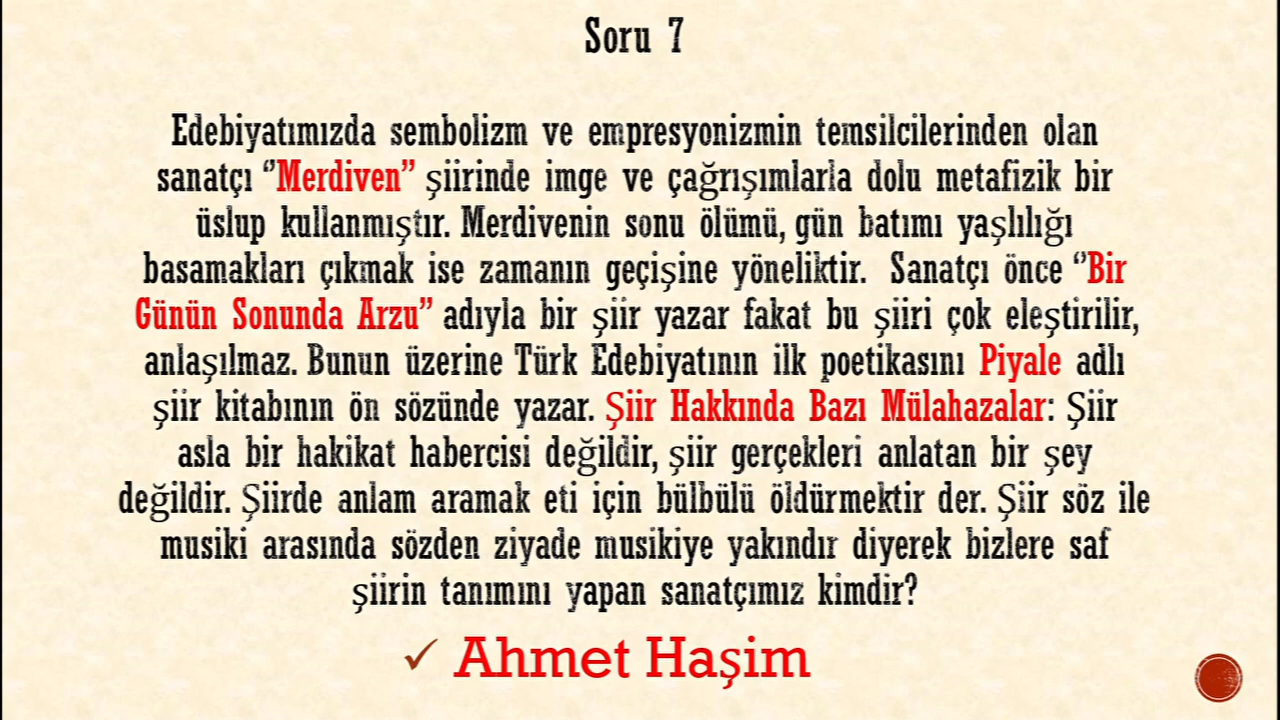 Soru 7
Edebiyatımızda sembolizm ve empresyonizmin temsilcilerinden olan
sanatçı "Merdiven" şiirinde imge ve çağrışımlarla dolu metafizik bir
üslup kullanmıştır. Merdivenin sonu ölümü, gün batımı yaşlılığı
basamakları çıkmak ise zamanın geçişine yöneliktir. Sanatçı önce "Bir
Günün Sonunda Arzu" adıyla bir şiir yazar fakat bu şiiri çok eleştirilir,
anlaşılmaz. Bunun üzerine Türk Edebiyatının ilk poetikasını Piyale adlı
şiir kitabının ön sözünde yazar. Şiir Hakkında Bazı Mülahazalar: Şiir
asla bir hakikat habercisi değildir, şiir gerçekleri anlatan bir şey
değildir. Şiirde anlam aramak eti için bülbülü öldürmektir der. Şiir söz ile
musiki arasında sözden ziyade musikiye yakındır diyerek bizlere saf
şiirin tanımını yapan sanatçımız kimdir?
✓ Ahmet Haşim